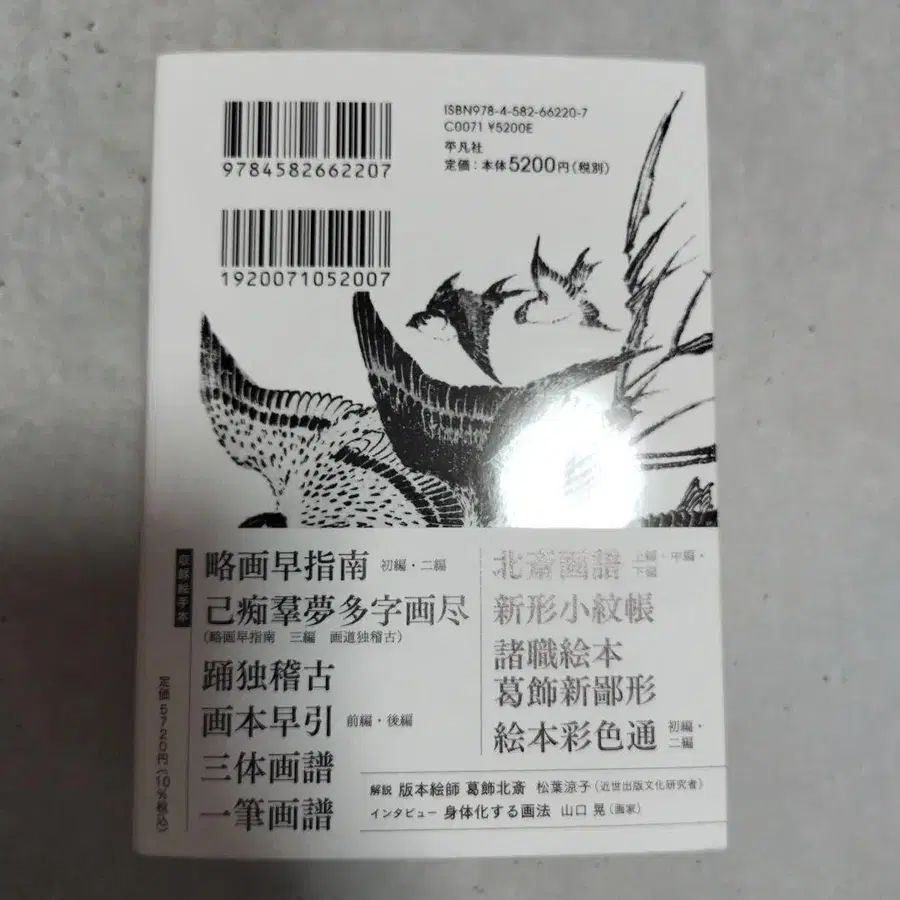 9784582662207
1920071052007
ISBN978-4-582-66220-7
C0071 ¥5200E
平凡社
定価：本体5200円（税別）
収録絵手本
略画早指南 初編・二編
己痴羣夢多字画尽
（略画早指南 三編 画道独稽古）
踊独稽古
画本早引 前編・後編
三体画譜
一筆画譜
北斎画譜 上編・中編・下編
新形小紋帳
諸職絵本
葛飾新鄙形
絵本彩色通 初編・二編
解説 版本絵師 葛飾北斎 松葉涼子（近世出版文化研究者）
インタビュー 身体化する画法 山口 晃（画家）
定価 5720円（10%税込）